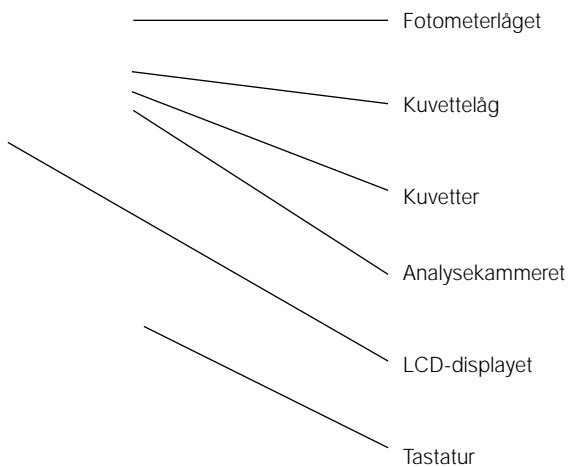 Fotometerlåget
Kuvettelåg
Kuvetter
Analysekammeret
LCD-displayet
Tastatur